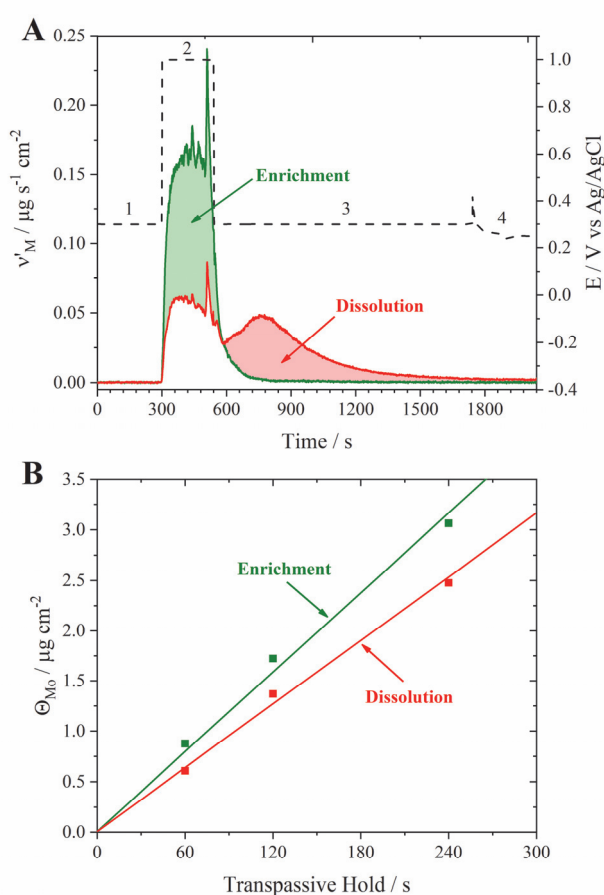 A
2
Enrichment
1
3
4
Dissolution
ν'M / μg s⁻¹ cm⁻²
0.25
0.20
0.15
0.10
0.05
0.00
1.0
0.8
0.6
0.4
0.2
0.0
-0.2
-0.4
E / V vs Ag/AgCl
0 300 600 900 1200 1500 1800
Time / s
B
Enrichment
Dissolution
ΘMo / μg cm⁻²
3.5
3.0
2.5
2.0
1.5
1.0
0.5
0.0
0 60 120 180 240 300
Transpassive Hold / s